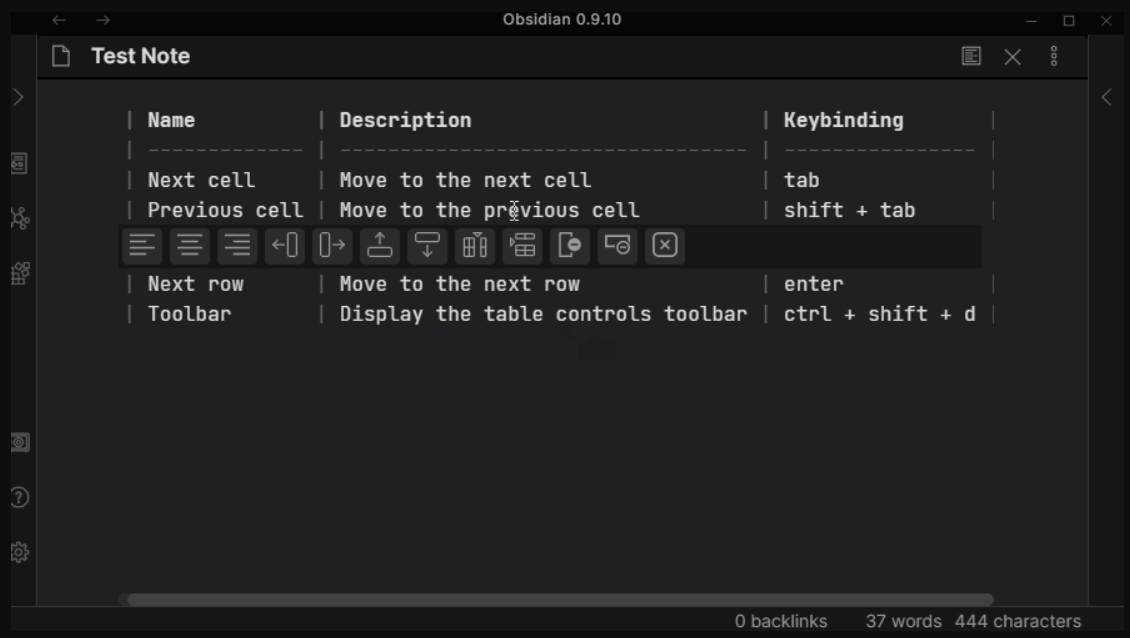 Obsidian 0.9.10
Test Note
| Name | Description | Keybinding |
| ------------- | ---------------------------------- | ---------------- |
| Next cell | Move to the next cell | tab |
| Previous cell | Move to the previous cell | shift + tab |
| Next row | Move to the next row | enter |
| Toolbar | Display the table controls toolbar | ctrl + shift + d |
0 backlinks 37 words 444 characters